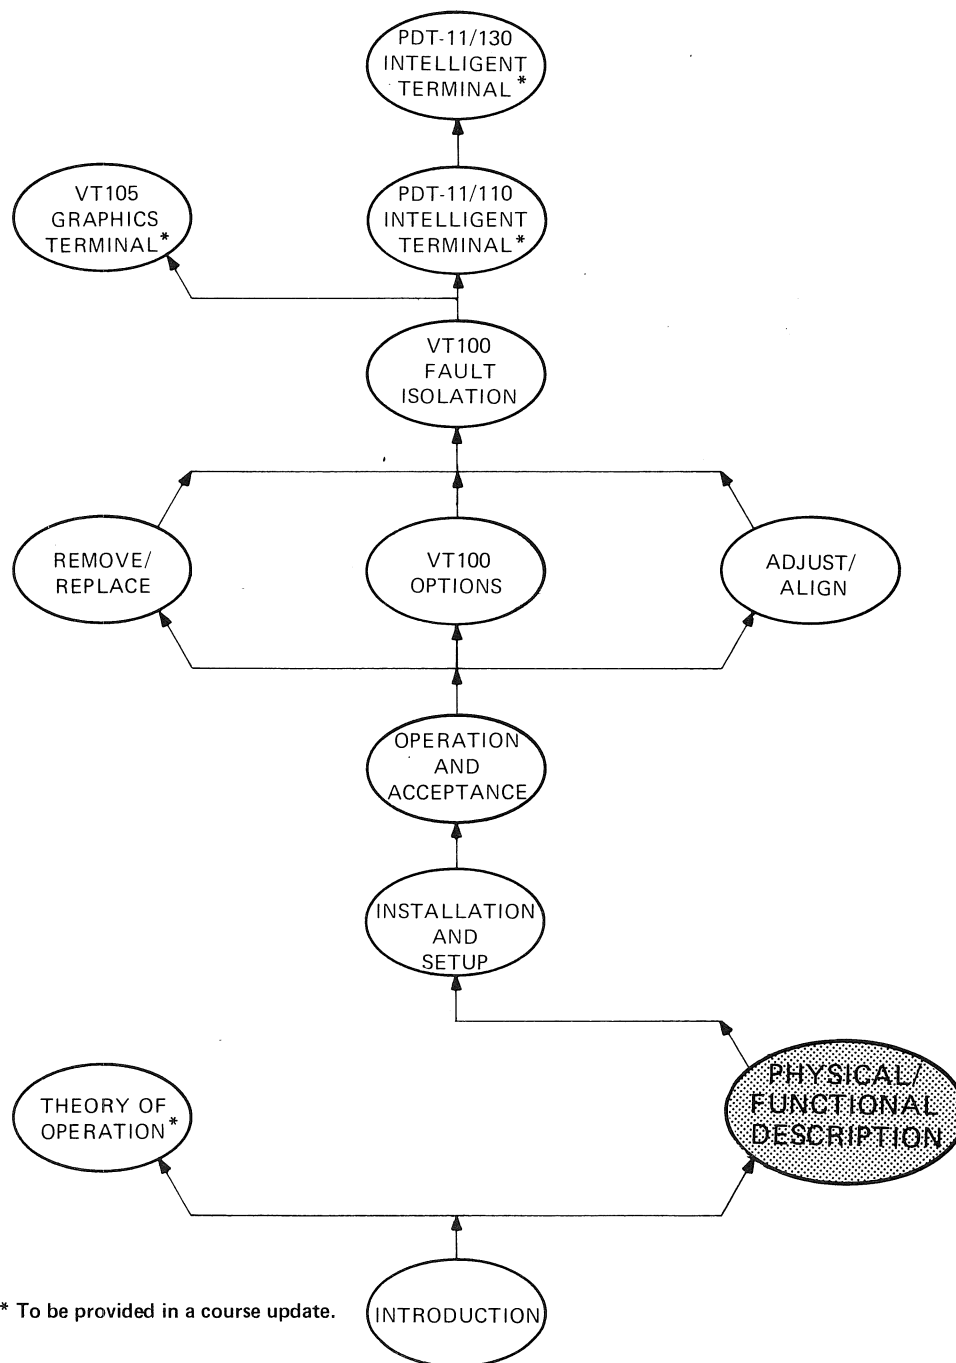 PDT-11/130
INTELLIGENT
TERMINAL*
VT105
GRAPHICS
TERMINAL*
PDT-11/110
INTELLIGENT
TERMINAL*
VT100
FAULT
ISOLATION
REMOVE/
REPLACE
VT100
OPTIONS
ADJUST/
ALIGN
OPERATION
AND
ACCEPTANCE
INSTALLATION
AND
SETUP
THEORY OF
OPERATION*
PHYSICAL/
FUNCTIONAL
DESCRIPTION
* To be provided in a course update.
INTRODUCTION